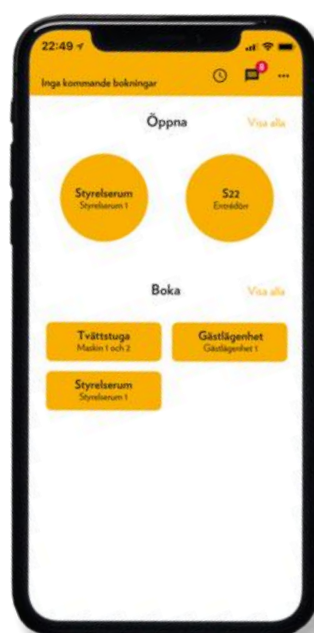 22:49
Inga kommande bokningar
8
Öppna
Visa alla
Styrelserum
Styrelserum 1
S22
Entrédörr
Boka
Visa alla
Tvättstuga
Maskin 1 och 2
Gästlägenhet
Gästlägenhet 1
Styrelserum
Styrelserum 1